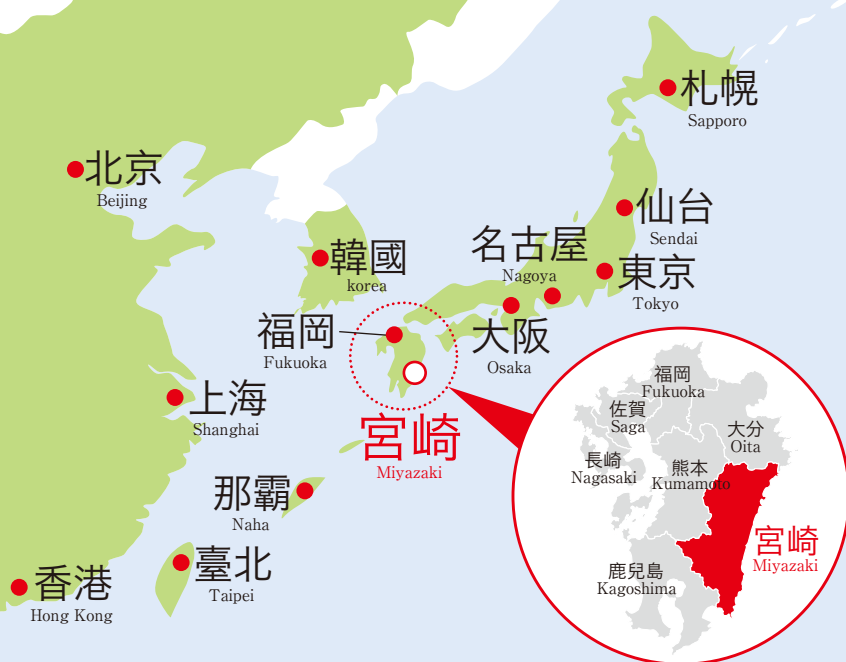 札幌
Sapporo
北京
Beijing
仙台
Sendai
名古屋
Nagoya
韓國
korea
東京
Tokyo
福岡
Fukuoka
大阪
Osaka
上海
Shanghai
宮崎
Miyazaki
那霸
Naha
臺北
Taipei
香港
Hong Kong
福岡
Fukuoka
佐賀
Saga
大分
Oita
長崎
Nagasaki
熊本
Kumamoto
宮崎
Miyazaki
鹿兒島
Kagoshima